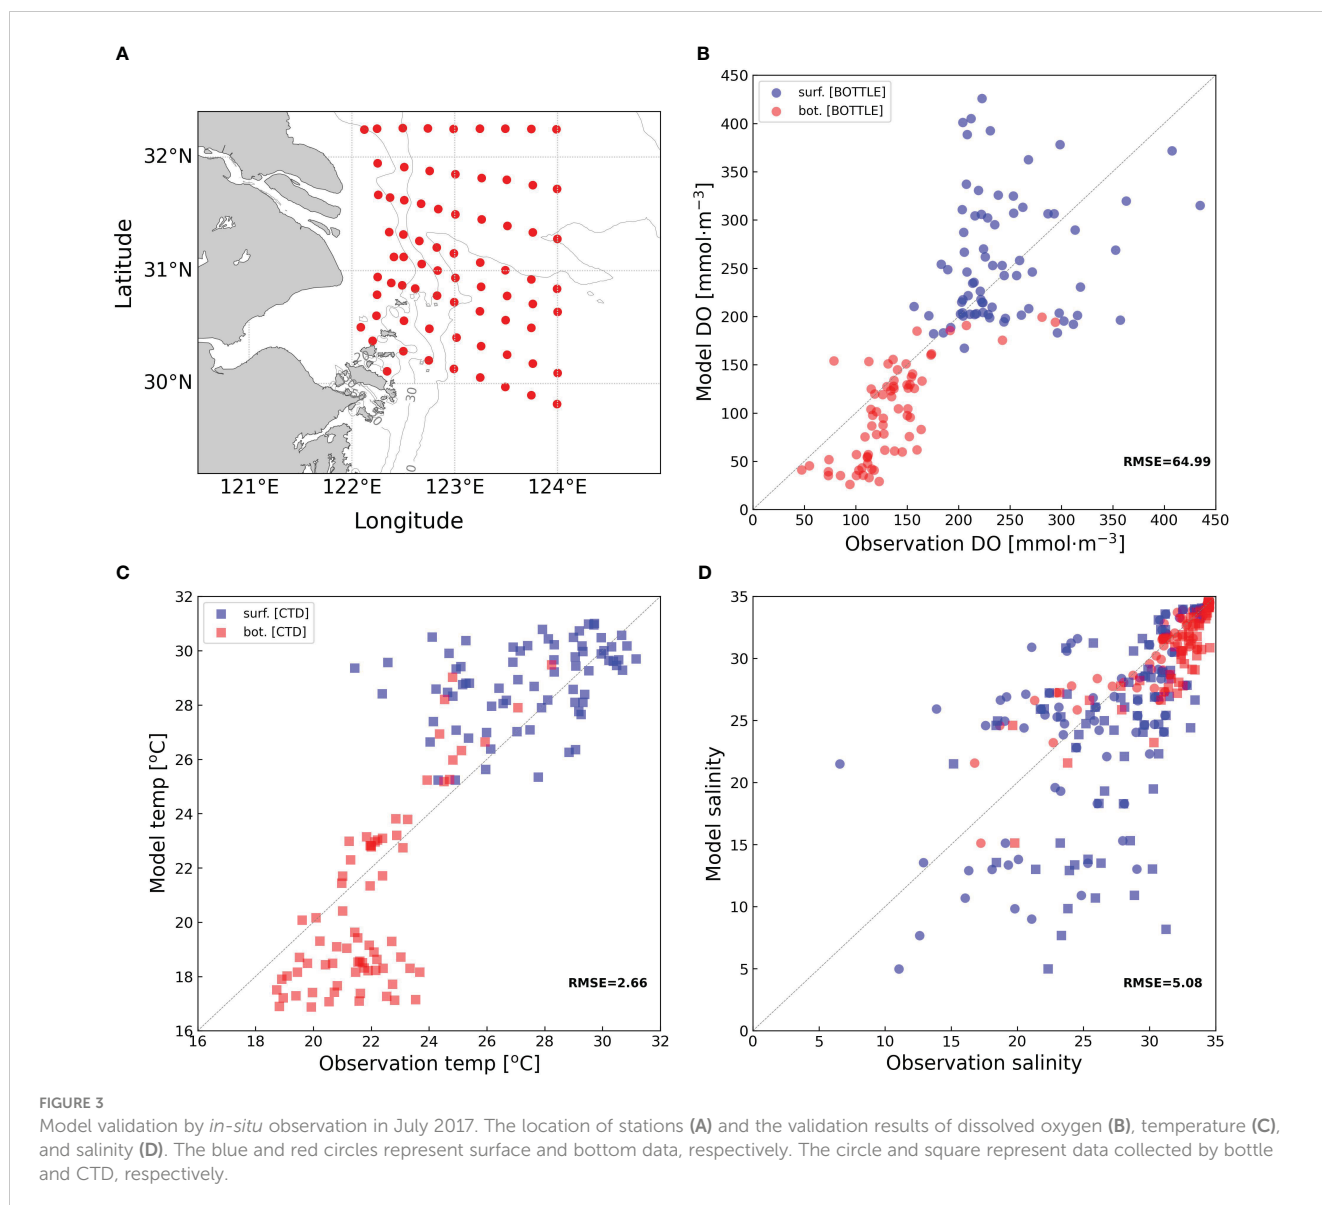 A
32°N
31°N
30°N
121°E 122°E 123°E 124°E
Latitude
Longitude
30
0
0
B
surf. [BOTTLE]
bot. [BOTTLE]
450
400
350
300
250
200
150
100
50
0
0 50 100 150 200 250 300 350 400 450
Model DO [mmol·m⁻³]
Observation DO [mmol·m⁻³]
RMSE=64.99
C
surf. [CTD]
bot. [CTD]
32
30
28
26
24
22
20
18
16
16 18 20 22 24 26 28 30 32
Model temp [°C]
Observation temp [°C]
RMSE=2.66
D
35
30
25
20
15
10
5
0
0 5 10 15 20 25 30 35
Model salinity
Observation salinity
RMSE=5.08
FIGURE 3
Model validation by in-situ observation in July 2017. The location of stations (A) and the validation results of dissolved oxygen (B), temperature (C),
and salinity (D). The blue and red circles represent surface and bottom data, respectively. The circle and square represent data collected by bottle
and CTD, respectively.